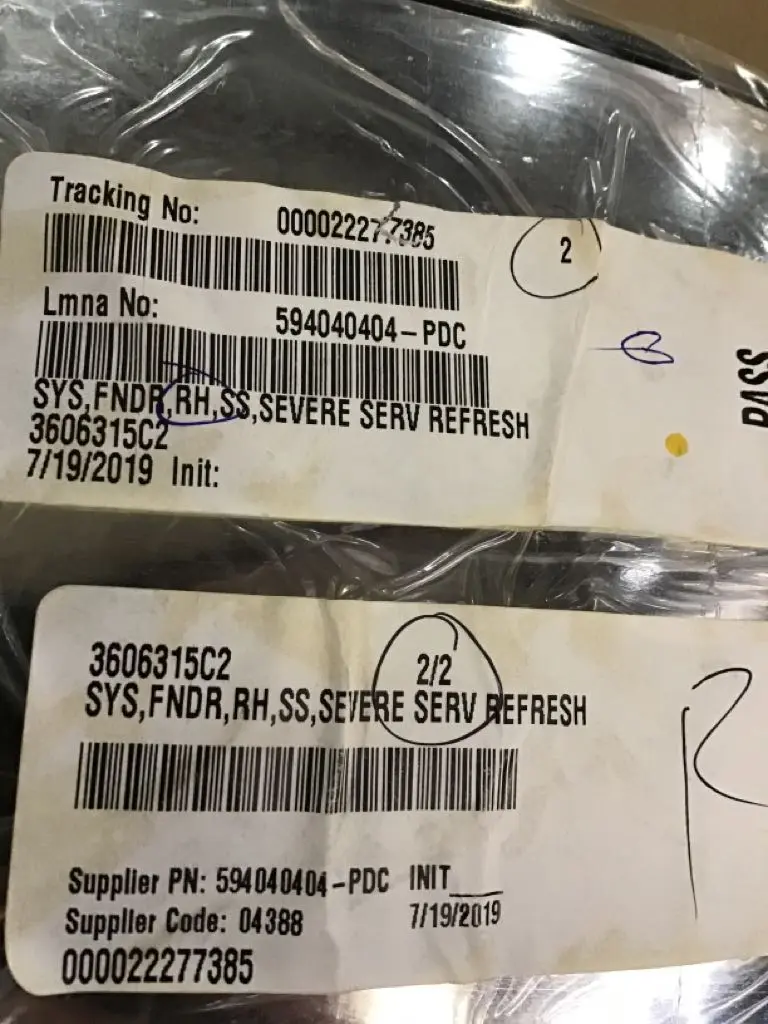 Tracking No: 000022277385
2
Lmna No: 594040404-PDC
SYS,FNDR,RH,SS,SEVERE SERV REFRESH
3606315C2
7/19/2019 Init:
PASS
3606315C2 2/2
SYS,FNDR,RH,SS,SEVERE SERV REFRESH
R
Supplier PN: 594040404-PDC INIT___
Supplier Code: 04388 7/19/2019
000022277385